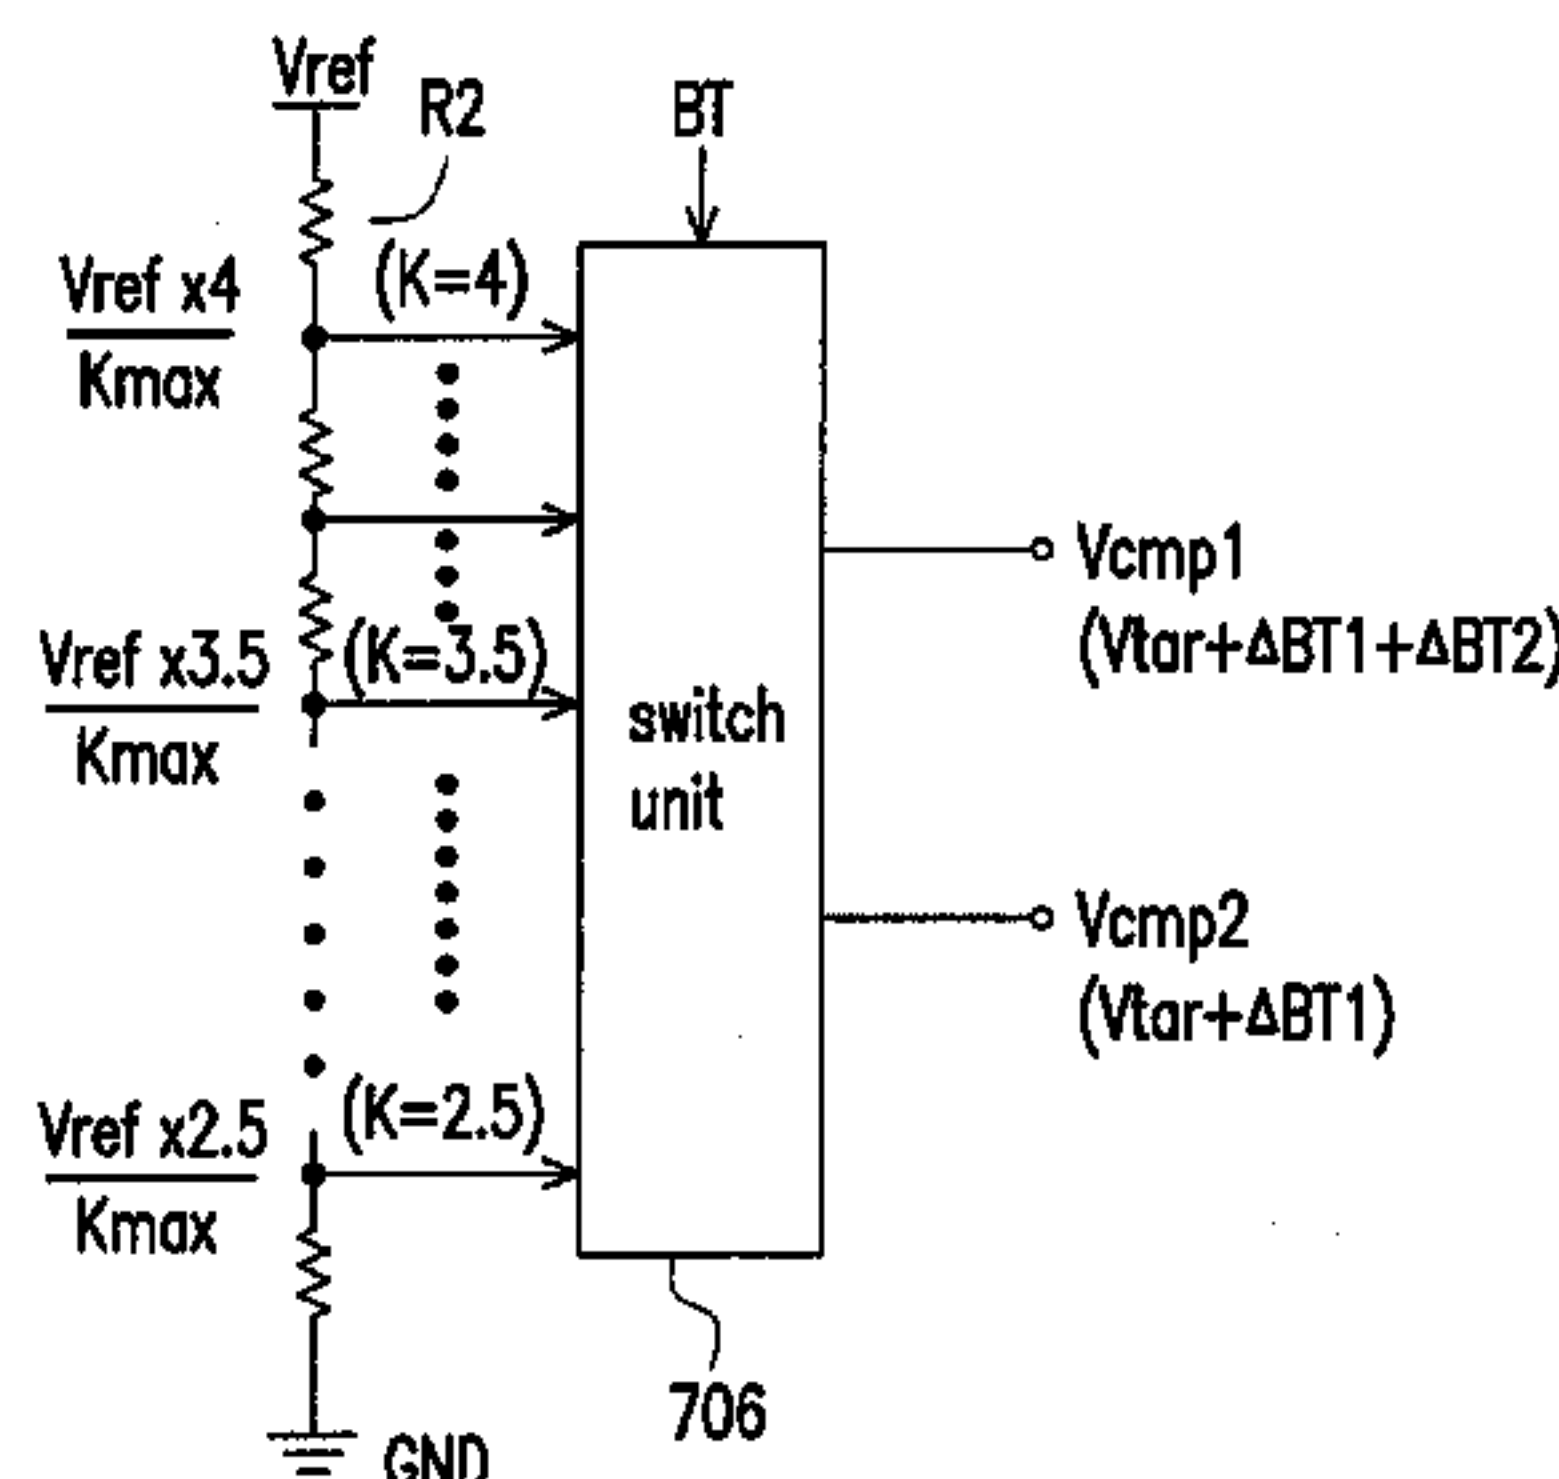 Vref
R2
BT
Vref x4
Kmax
(K=4)
Vref x3.5
Kmax
(K=3.5)
switch
unit
Vcmp1
(Vtar+ΔBT1+ΔBT2)
Vcmp2
(Vtar+ΔBT1)
Vref x2.5
Kmax
(K=2.5)
706
GND